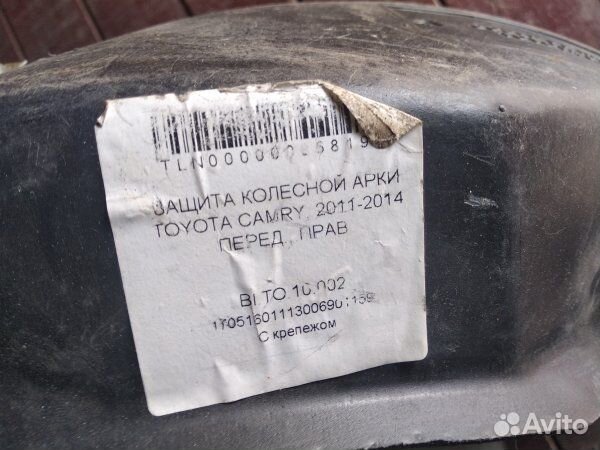 ЗАЩИТА КОЛЕСНОЙ АРКИ
TOYOTA CAMRY, 2011-2014
ПЕРЕД., ПРАВ
BI.TO.10.002
С крепежом
Avito